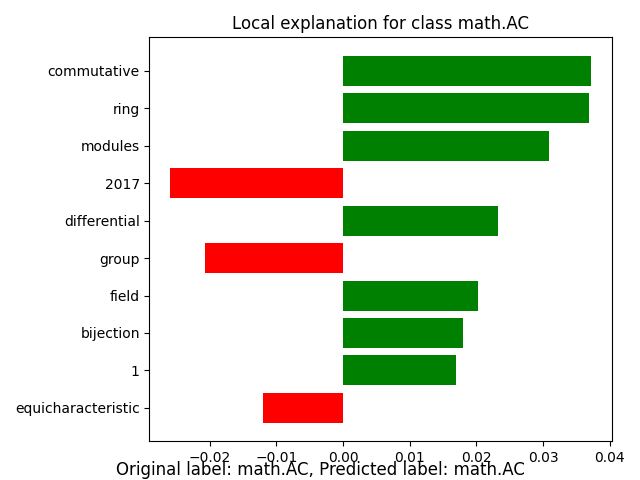 Local explanation for class math.AC
commutative
ring
modules
2017
differential
group
field
bijection
1
equicharacteristic
−0.02 −0.01 0.00 0.01 0.02 0.03 0.04
Original label: math.AC, Predicted label: math.AC